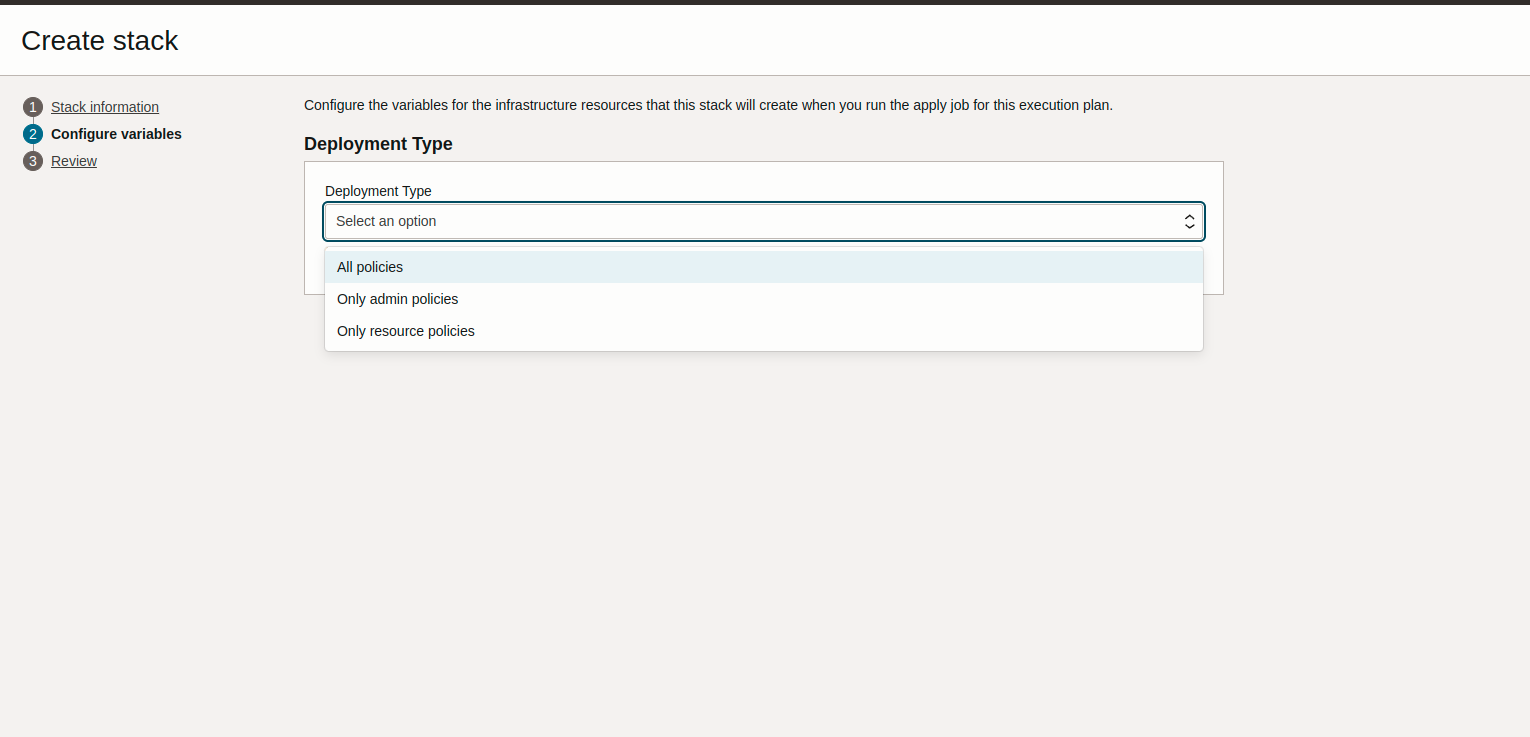 Create stack
1 Stack information
2 Configure variables
3 Review
Configure the variables for the infrastructure resources that this stack will create when you run the apply job for this execution plan.
Deployment Type
Deployment Type
Select an option
All policies
Only admin policies
Only resource policies